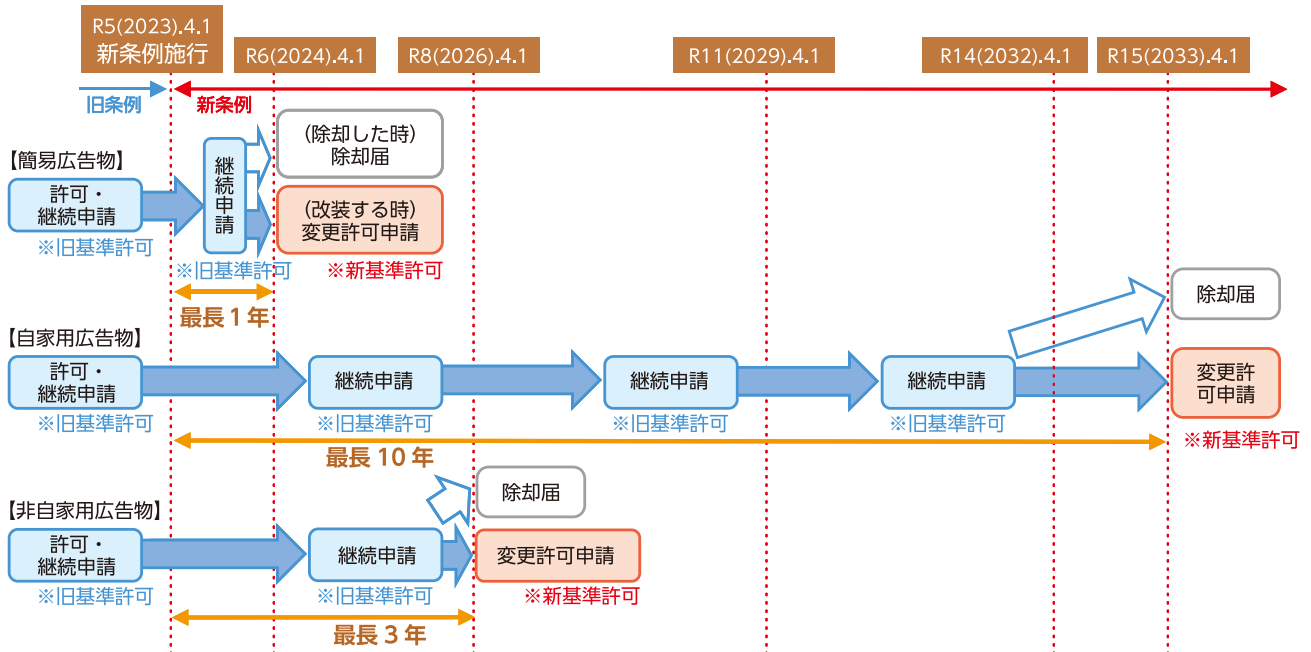 R5(2023).4.1
新条例施行
R6(2024).4.1
R8(2026).4.1
R11(2029).4.1
R14(2032).4.1
R15(2033).4.1
旧条例
新条例
【簡易広告物】
許可・
継続申請
※旧基準許可
継続申請
※旧基準許可
(除却した時)
除却届
(改装する時)
変更許可申請
※新基準許可
最長1年
【自家用広告物】
許可・
継続申請
※旧基準許可
継続申請
※旧基準許可
継続申請
※旧基準許可
継続申請
※旧基準許可
除却届
変更許
可申請
※新基準許可
最長10年
【非自家用広告物】
許可・
継続申請
※旧基準許可
継続申請
※旧基準許可
除却届
変更許可申請
※新基準許可
最長3年